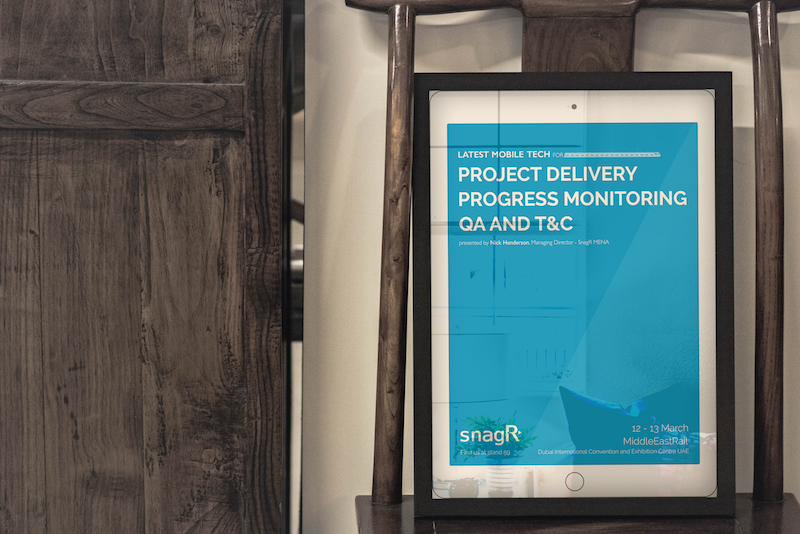 LATEST MOBILE TECH FOR
PROJECT DELIVERY
PROGRESS MONITORING
QA AND T&C
presented by Nick Henderson, Managing Director - SnagR MENA
snagR
Find us at stand 59
12 - 13 March
MiddleEastRail
Dubai International Convention and Exhibition Centre UAE